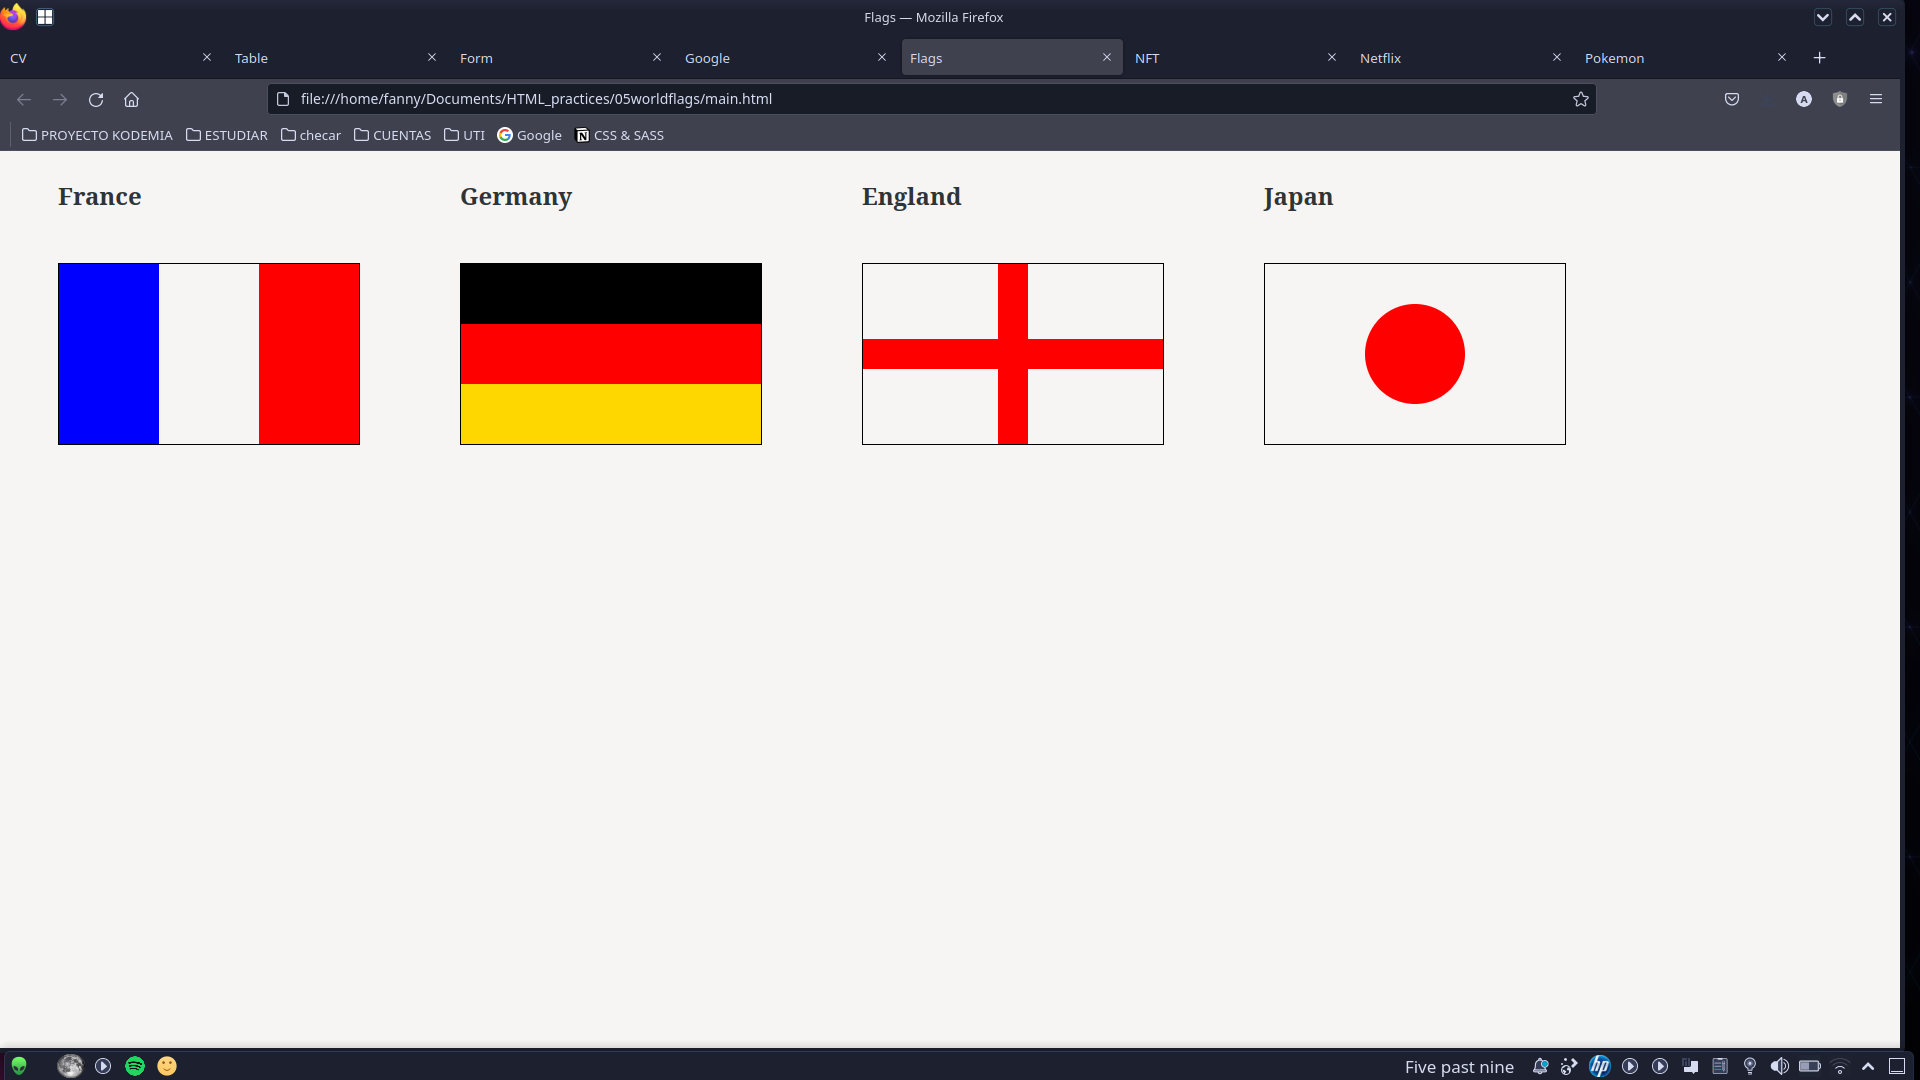 Flags — Mozilla Firefox
CV Table Form Google Flags NFT Netflix Pokemon
file:///home/fanny/Documents/HTML_practices/05worldflags/main.html
A
PROYECTO KODEMIA ESTUDIAR checar CUENTAS UTI Google CSS & SASS
France Germany England Japan
Five past nine
hp